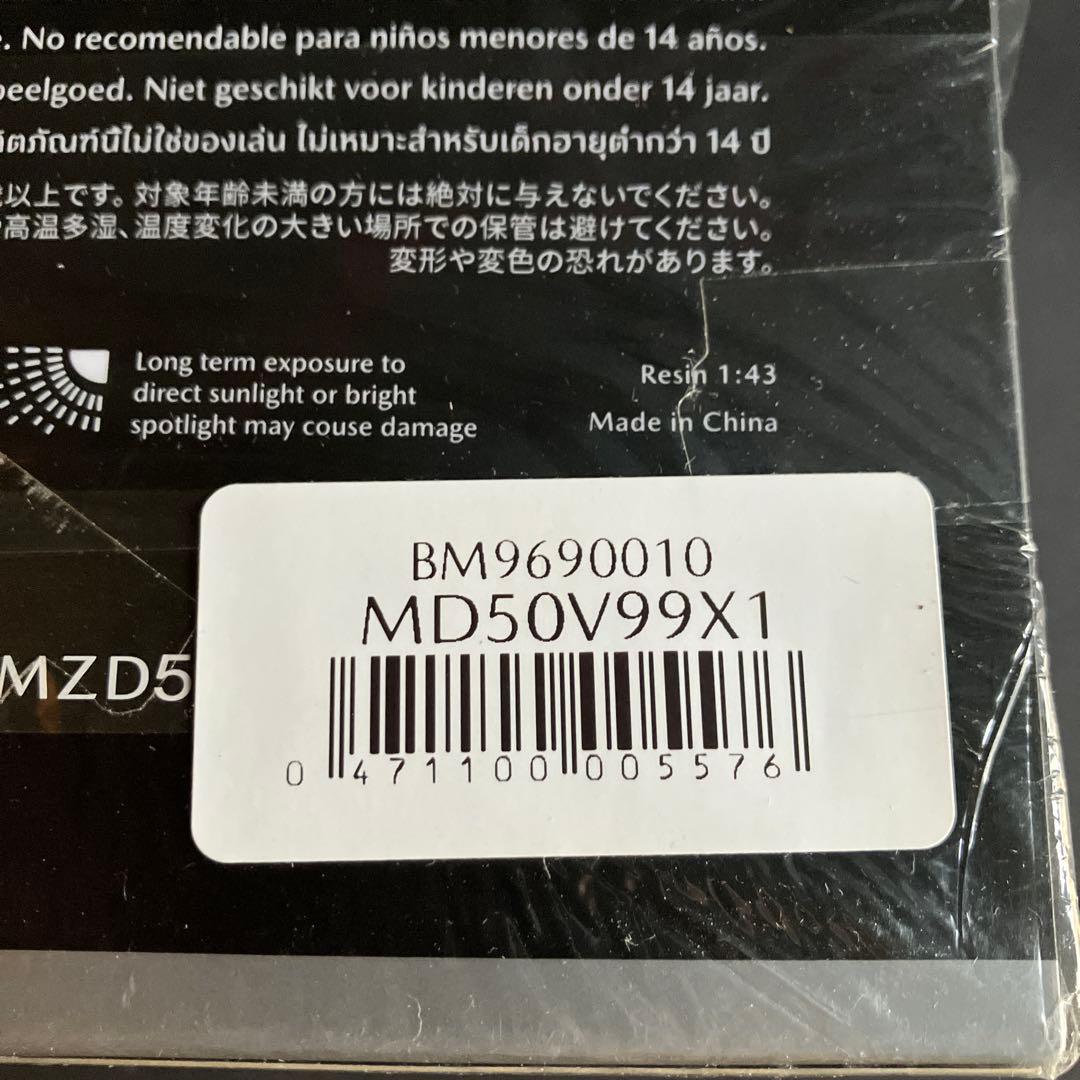 . No recomendable para niños menores de 14 años.
peelgoed. Niet geschikt voor kinderen onder 14 jaar.
ิตภัณฑ์นี้ไม่ใช่ของเล่น ไม่เหมาะสำหรับเด็กอายุต่ำกว่า 14 ปี
以上です。対象年齢未満の方には絶対に与えないでください。
高温多湿、温度変化の大きい場所での保管は避けてください。
変形や変色の恐れがあります。
Long term exposure to
direct sunlight or bright
spotlight may couse damage
Resin 1:43
Made in China
BM9690010
MD50V99X1
MZD5
0 471100 005576